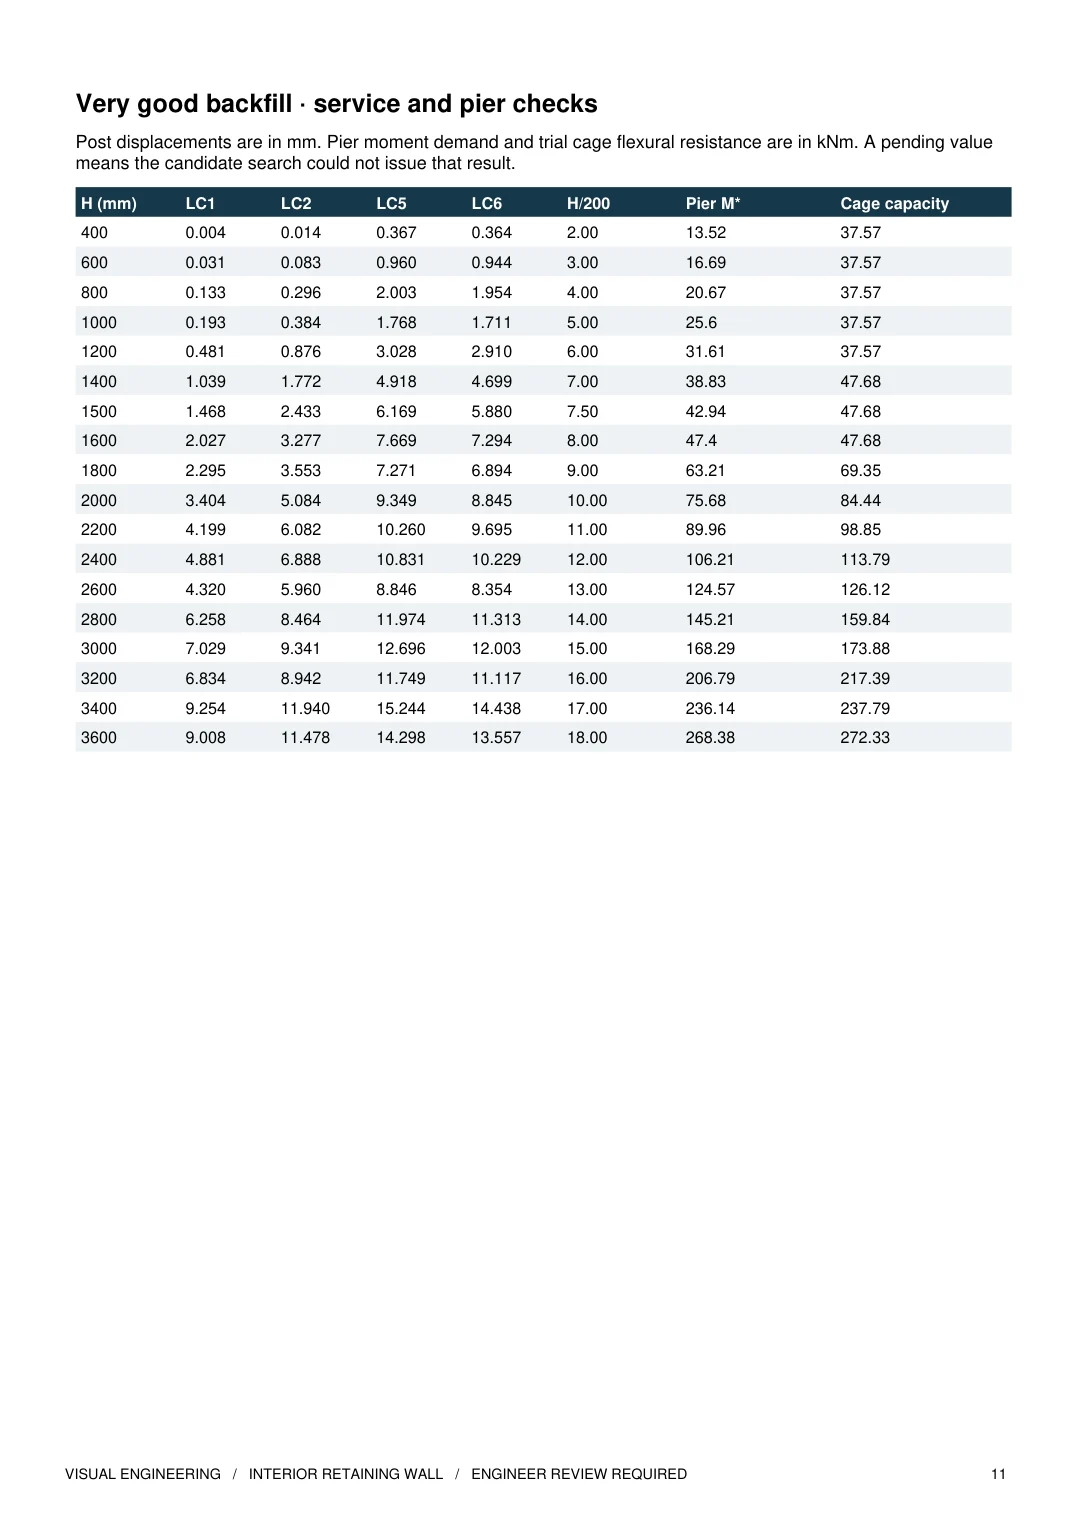 Very good backfill · service and pier checks
Post displacements are in mm. Pier moment demand and trial cage flexural resistance are in kNm. A pending value
means the candidate search could not issue that result.
H (mm) LC1 LC2 LC5 LC6 H/200 Pier M* Cage capacity
400 0.004 0.014 0.367 0.364 2.00 13.52 37.57
600 0.031 0.083 0.960 0.944 3.00 16.69 37.57
800 0.133 0.296 2.003 1.954 4.00 20.67 37.57
1000 0.193 0.384 1.768 1.711 5.00 25.6 37.57
1200 0.481 0.876 3.028 2.910 6.00 31.61 37.57
1400 1.039 1.772 4.918 4.699 7.00 38.83 47.68
1500 1.468 2.433 6.169 5.880 7.50 42.94 47.68
1600 2.027 3.277 7.669 7.294 8.00 47.4 47.68
1800 2.295 3.553 7.271 6.894 9.00 63.21 69.35
2000 3.404 5.084 9.349 8.845 10.00 75.68 84.44
2200 4.199 6.082 10.260 9.695 11.00 89.96 98.85
2400 4.881 6.888 10.831 10.229 12.00 106.21 113.79
2600 4.320 5.960 8.846 8.354 13.00 124.57 126.12
2800 6.258 8.464 11.974 11.313 14.00 145.21 159.84
3000 7.029 9.341 12.696 12.003 15.00 168.29 173.88
3200 6.834 8.942 11.749 11.117 16.00 206.79 217.39
3400 9.254 11.940 15.244 14.438 17.00 236.14 237.79
3600 9.008 11.478 14.298 13.557 18.00 268.38 272.33
VISUAL ENGINEERING / INTERIOR RETAINING WALL / ENGINEER REVIEW REQUIRED 11